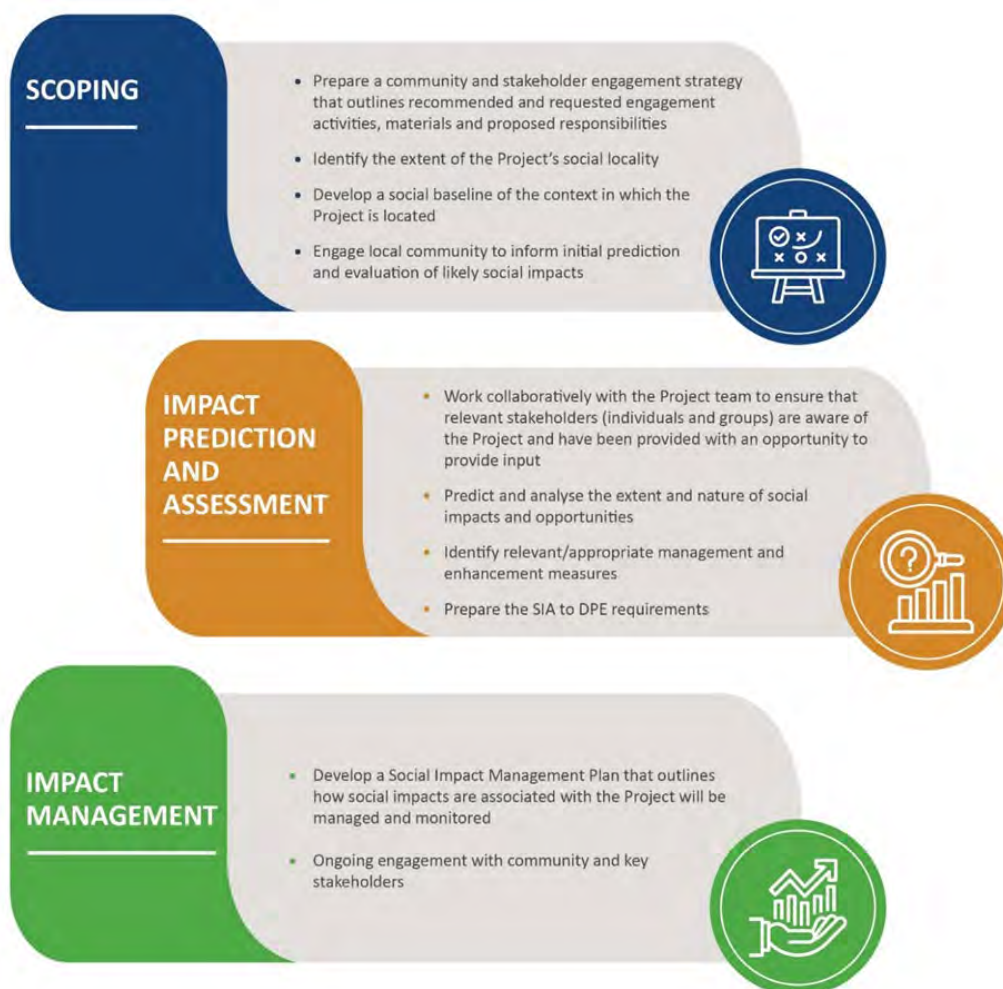 SCOPING
• Prepare a community and stakeholder engagement strategy
that outlines recommended and requested engagement
activities, materials and proposed responsibilities
• Identify the extent of the Project's social locality
• Develop a social baseline of the context in which the
Project is located
• Engage local community to inform initial prediction
and evaluation of likely social impacts
IMPACT
PREDICTION
AND
ASSESSMENT
• Work collaboratively with the Project team to ensure that
relevant stakeholders (individuals and groups) are aware of
the Project and have been provided with an opportunity to
provide input
• Predict and analyse the extent and nature of social
impacts and opportunities
• Identify relevant/appropriate management and
enhancement measures
• Prepare the SIA to DPE requirements
IMPACT
MANAGEMENT
• Develop a Social Impact Management Plan that outlines
how social impacts are associated with the Project will be
managed and monitored
• Ongoing engagement with community and key
stakeholders